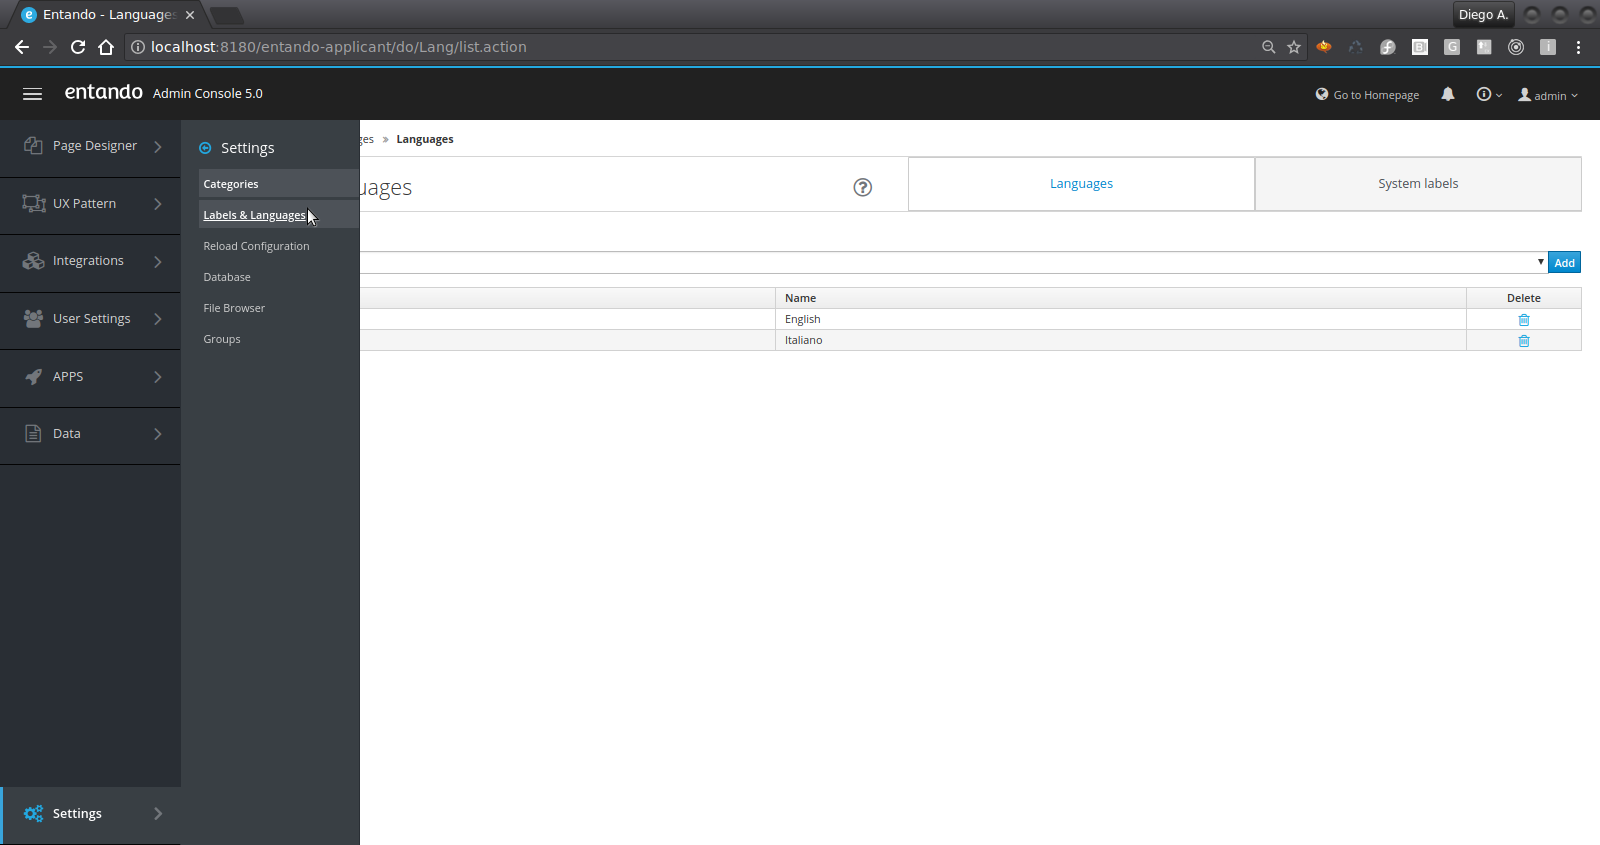 Entando - Languages
Diego A.
localhost:8180/entando-applicant/do/Lang/list.action
entando Admin Console 5.0
Go to Homepage
admin
Page Designer
UX Pattern
Integrations
User Settings
APPS
Data
Settings
Settings
Categories
Labels & Languages
Reload Configuration
Database
File Browser
Groups
ges » Languages
uages
Languages
System labels
Add
Name
Delete
English
Italiano